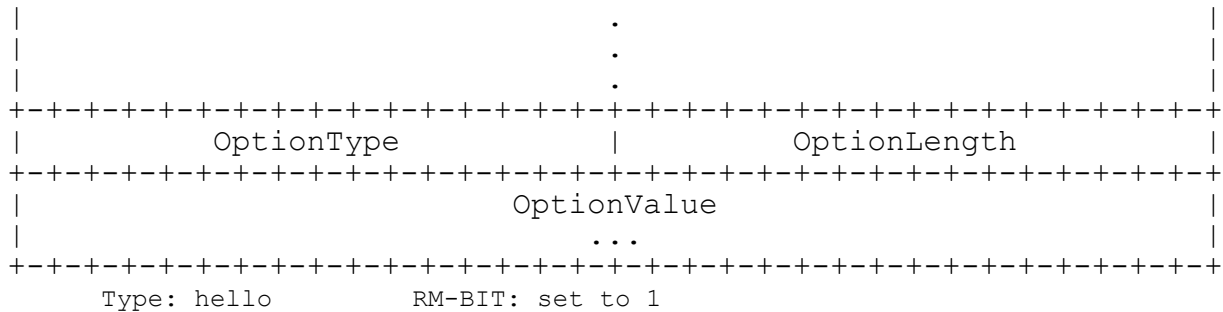 |                               .                               |
|                               .                               |
|                               .                               |
+-+-+-+-+-+-+-+-+-+-+-+-+-+-+-+-+-+-+-+-+-+-+-+-+-+-+-+-+-+-+-+-+
|          OptionType           |         OptionLength          |
+-+-+-+-+-+-+-+-+-+-+-+-+-+-+-+-+-+-+-+-+-+-+-+-+-+-+-+-+-+-+-+-+
|                          OptionValue                          |
|                              ...                              |
+-+-+-+-+-+-+-+-+-+-+-+-+-+-+-+-+-+-+-+-+-+-+-+-+-+-+-+-+-+-+-+-+
Type: hello RM-BIT: set to 1